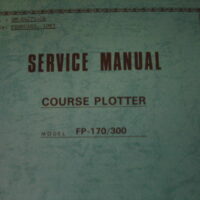 SERVICE MANUAL
COURSE PLOTTER
MODEL FP-170/300